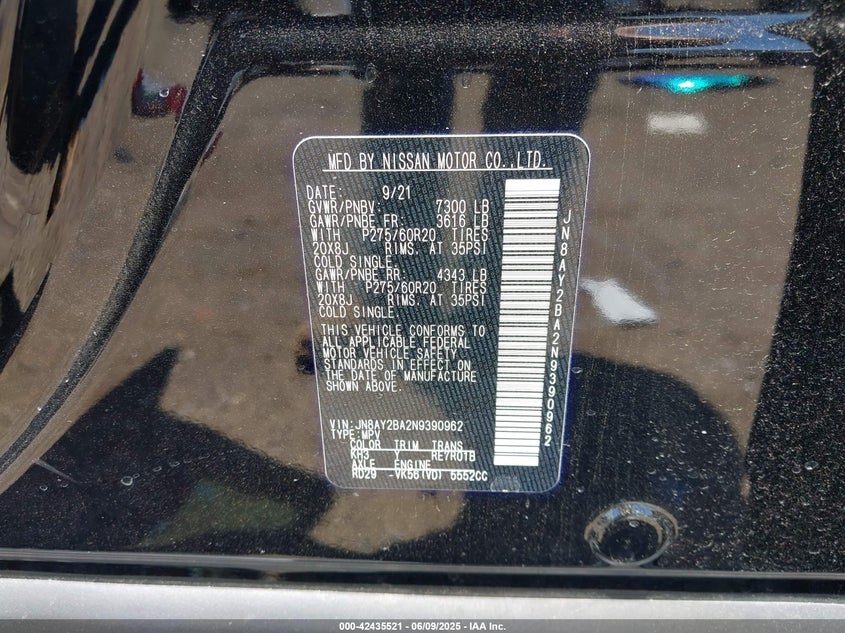 MFD BY NISSAN MOTOR CO.,LTD.
DATE: 9/21
GVWR/PNBV: 7300 LB
GAWR/PNBE FR: 3616 LB
WITH P275/60R20 TIRES
20X8J RIMS. AT 35PSI
COLD SINGLE.
GAWR/PNBE RR: 4343 LB
WITH P275/60R20 TIRES
20X8J RIMS. AT 35PSI
COLD SINGLE.
THIS VEHICLE CONFORMS TO
ALL APPLICABLE FEDERAL
MOTOR VEHICLE SAFETY
STANDARDS IN EFFECT ON
THE DATE OF MANUFACTURE
SHOWN ABOVE.
VIN: JN8AY2BA2N9390962
TYPE: MPV
COLOR TRIM TRANS
KH3 Y RE7R01B
AXLE ENGINE
RD29 -VK56(VD) 5552CC
JN8AY2BA2N9390962
000-42435521 - 06/09/2025 - IAA Inc.